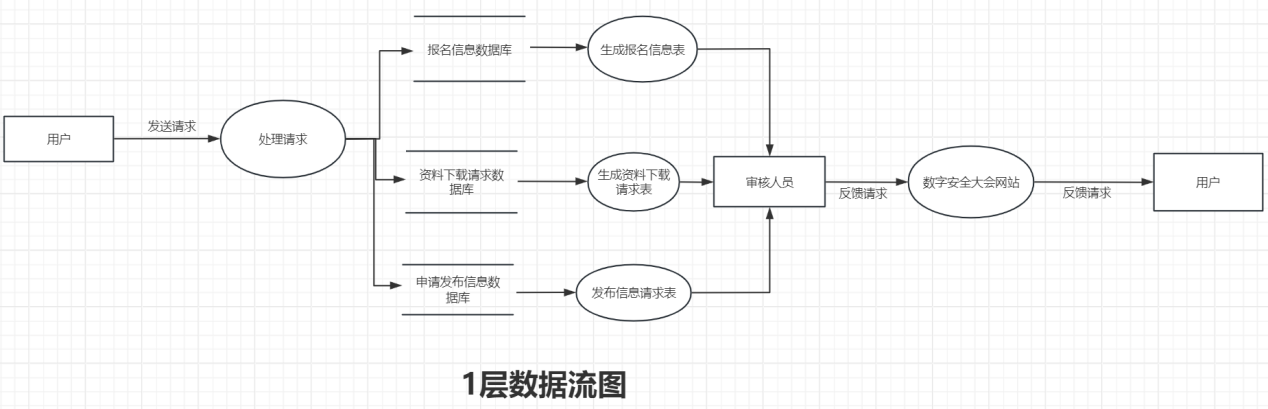 报名信息数据库
生成报名信息表
用户
发送请求
处理请求
资料下载请求数
据库
生成资料下载
请求表
审核人员
反馈请求
数字安全大会网站
反馈请求
用户
申请发布信息数
据库
发布信息请求表
1层数据流图